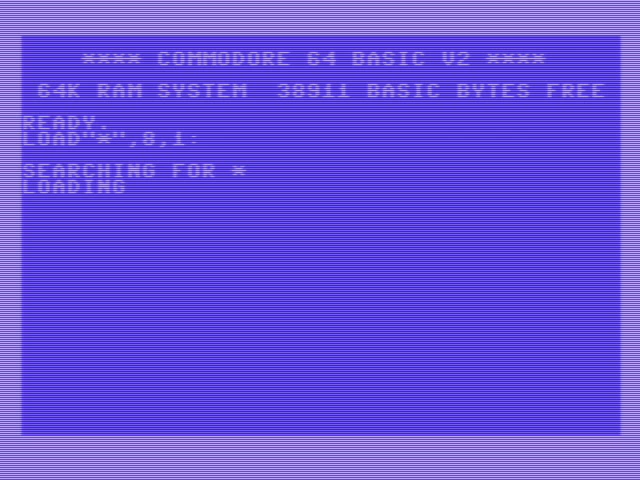 **** COMMODORE 64 BASIC V2 ****
64K RAM SYSTEM  38911 BASIC BYTES FREE
READY.
LOAD"*",8,1:
SEARCHING FOR *
LOADING